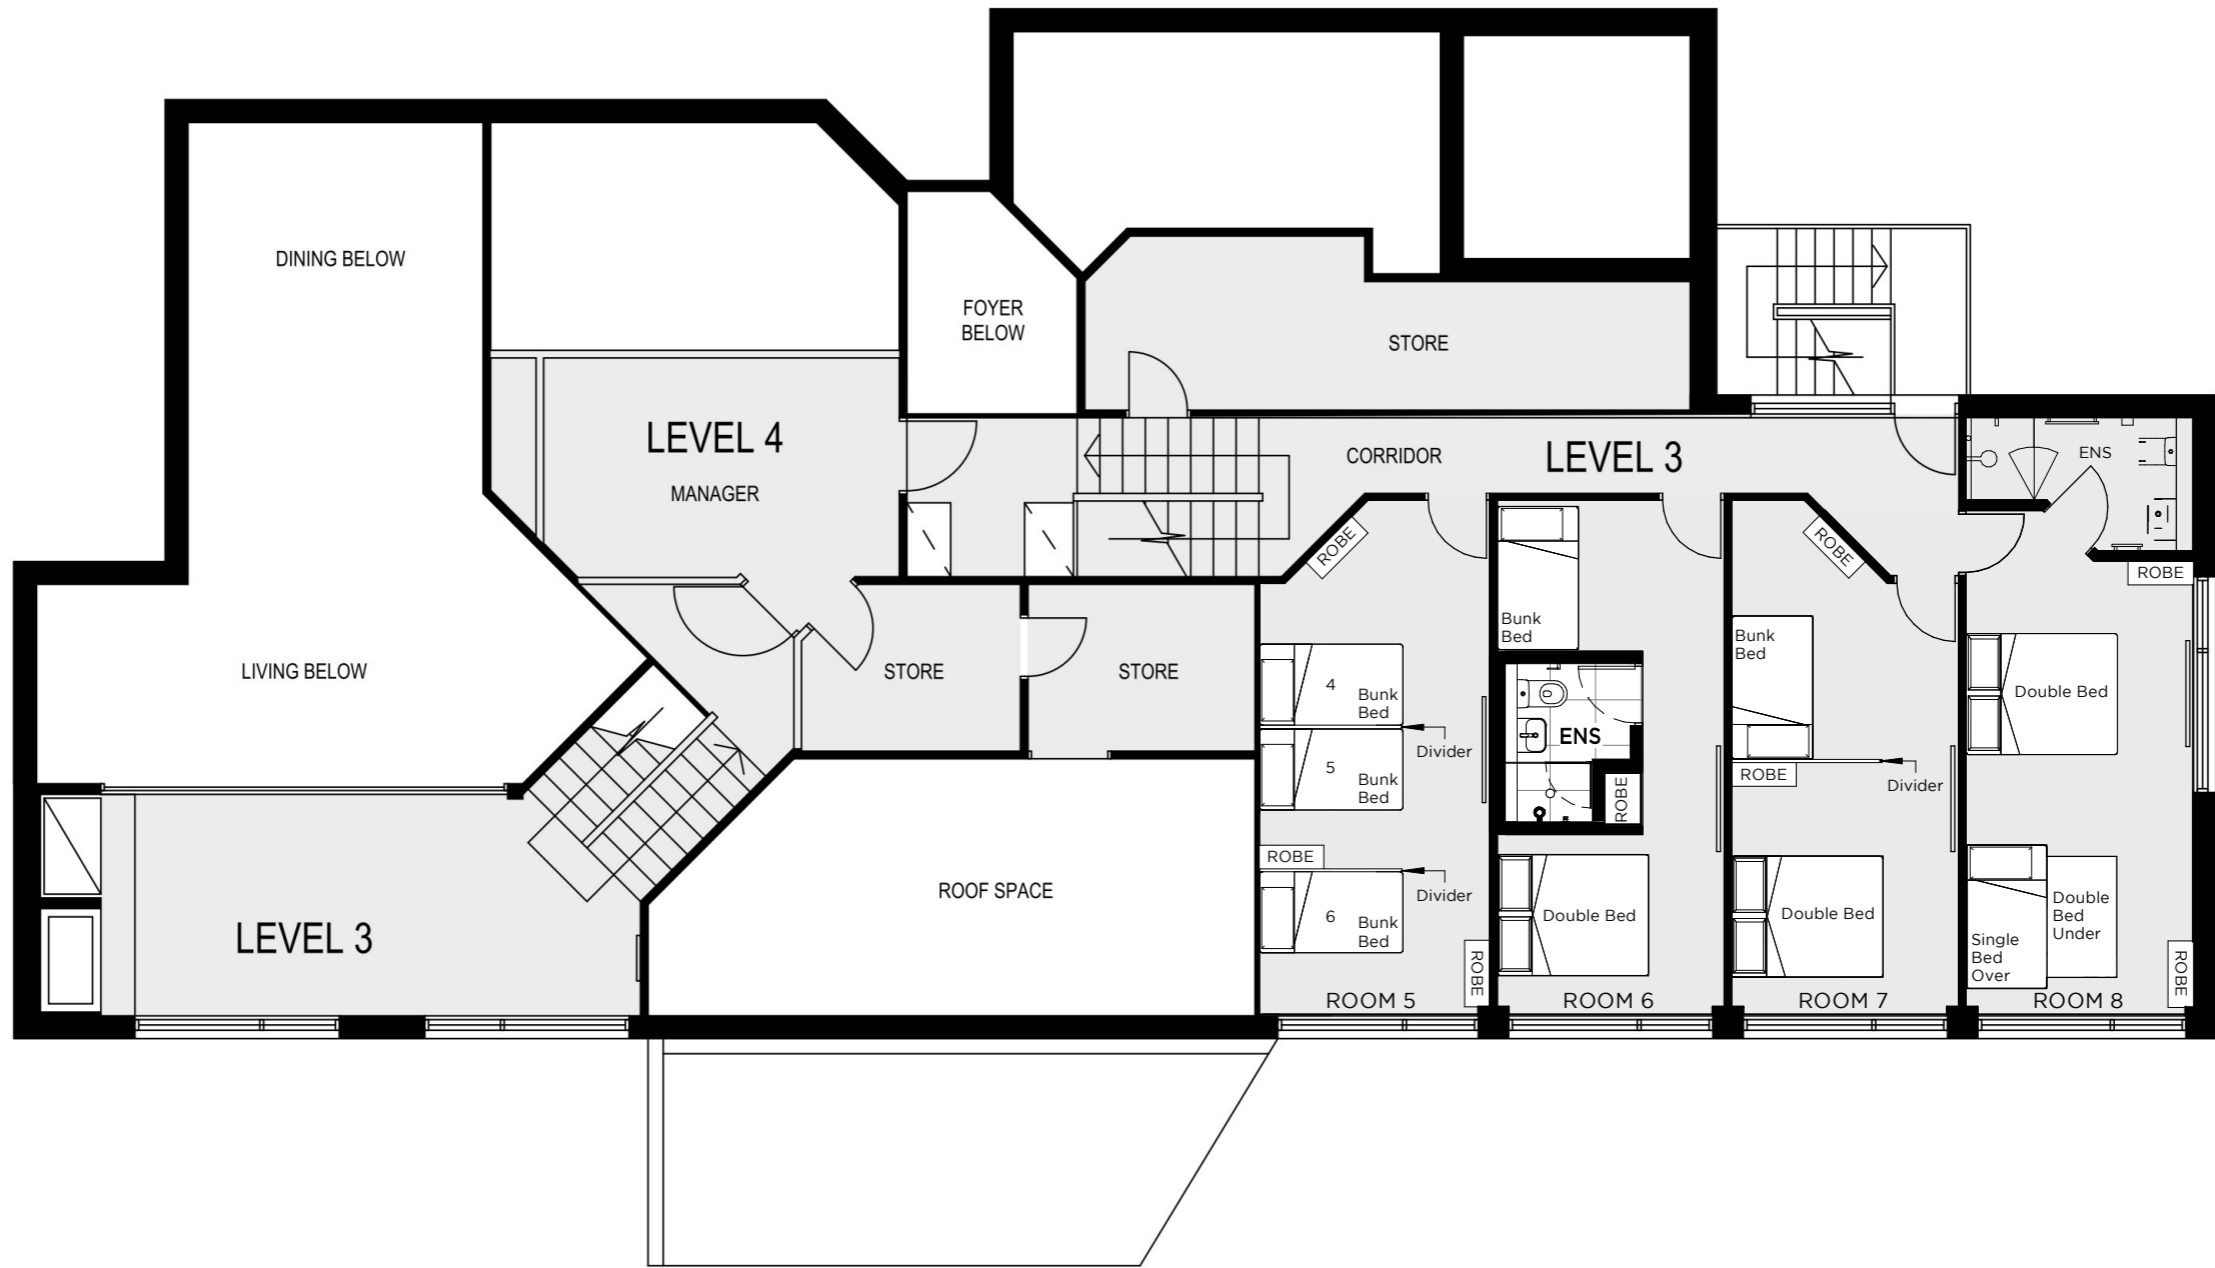 DINING BELOW
FOYER
BELOW
STORE
LEVEL 4
MANAGER
CORRIDOR
LEVEL 3
ENS
ROBE
ROBE
ROBE
LIVING BELOW
STORE
STORE
Bunk
Bed
Bunk
Bed
4
Bunk
Bed
Divider
5
Bunk
Bed
ENS
ROBE
ROBE
Divider
Double Bed
ROBE
Divider
6
Bunk
Bed
ROBE
Double Bed
Double Bed
Double
Bed
Under
Single
Bed
Over
ROBE
ROOF SPACE
LEVEL 3
ROOM 5
ROOM 6
ROOM 7
ROOM 8